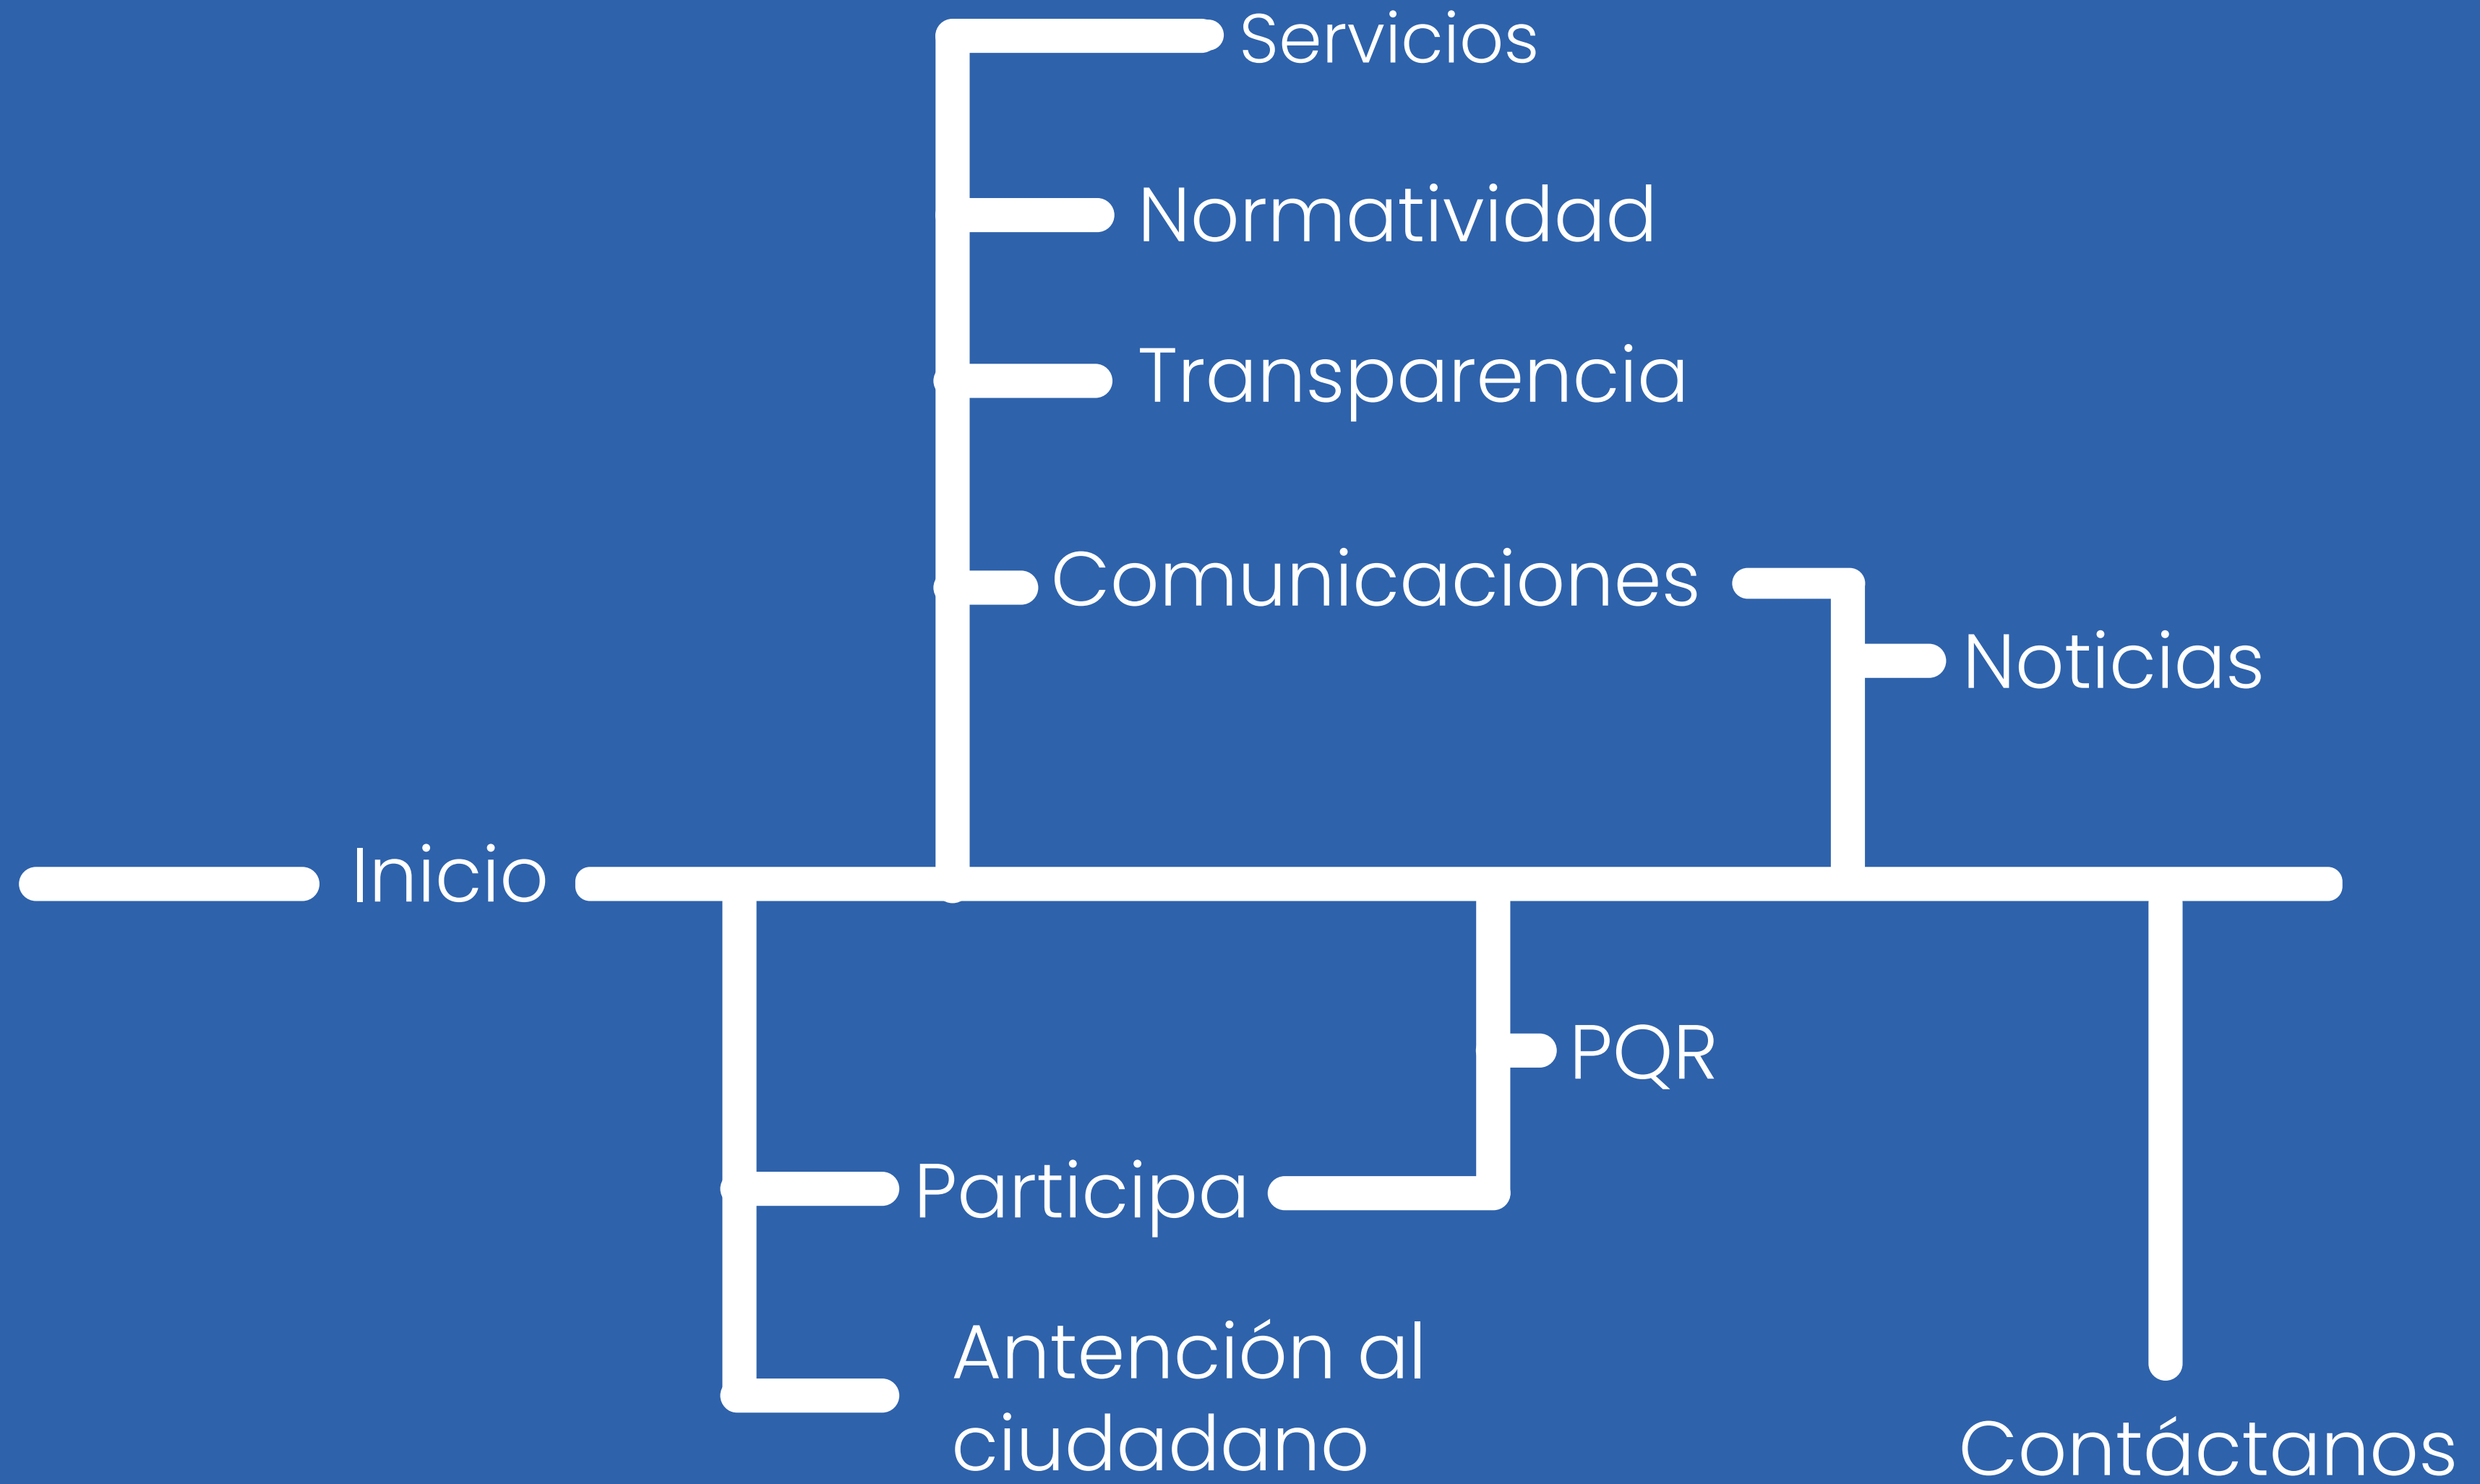 Servicios
Normatividad
Transparencia
Comunicaciones
Noticias
Inicio
PQR
Participa
Antención al
ciudadano
Contáctanos